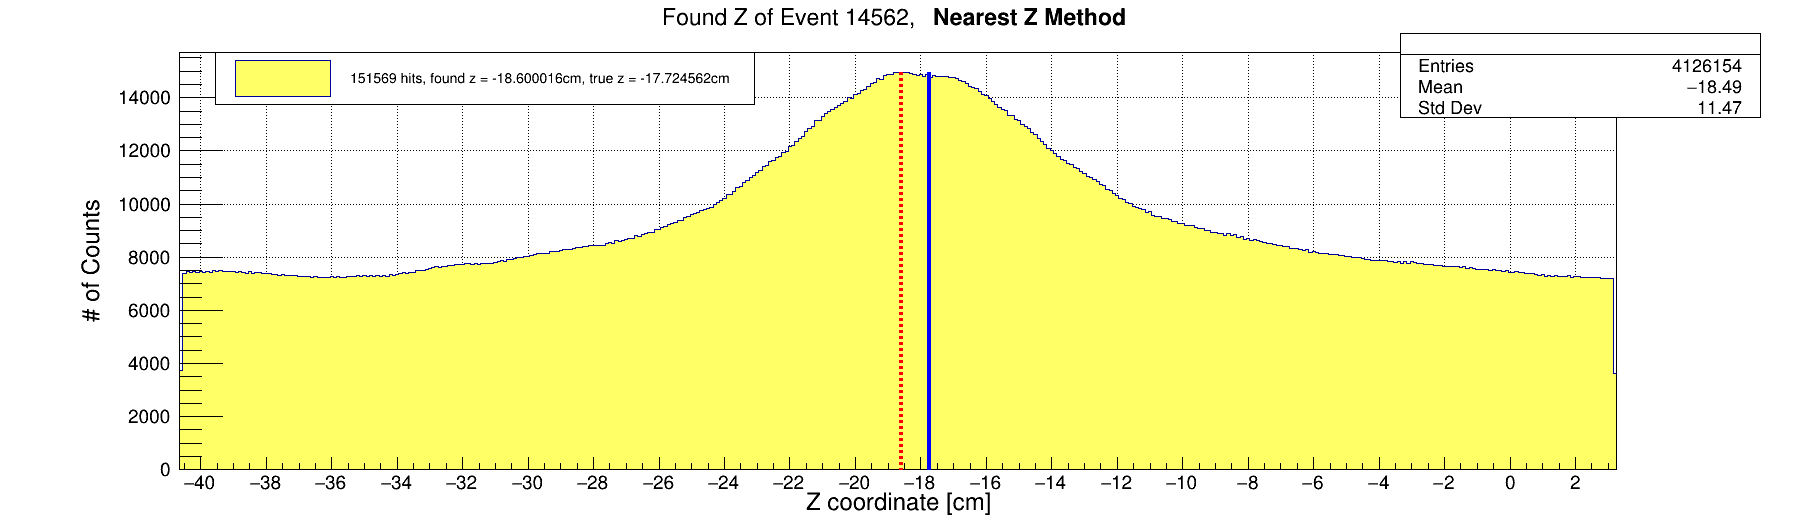 Found Z of Event 14562, Nearest Z Method
151569 hits, found z = -18.600016cm, true z = -17.724562cm
Entries 4126154
Mean −18.49
Std Dev 11.47
# of Counts
14000
12000
10000
8000
6000
4000
2000
0
−40 −38 −36 −34 −32 −30 −28 −26 −24 −22 −20 −18 −16 −14 −12 −10 −8 −6 −4 −2 0 2
Z coordinate [cm]